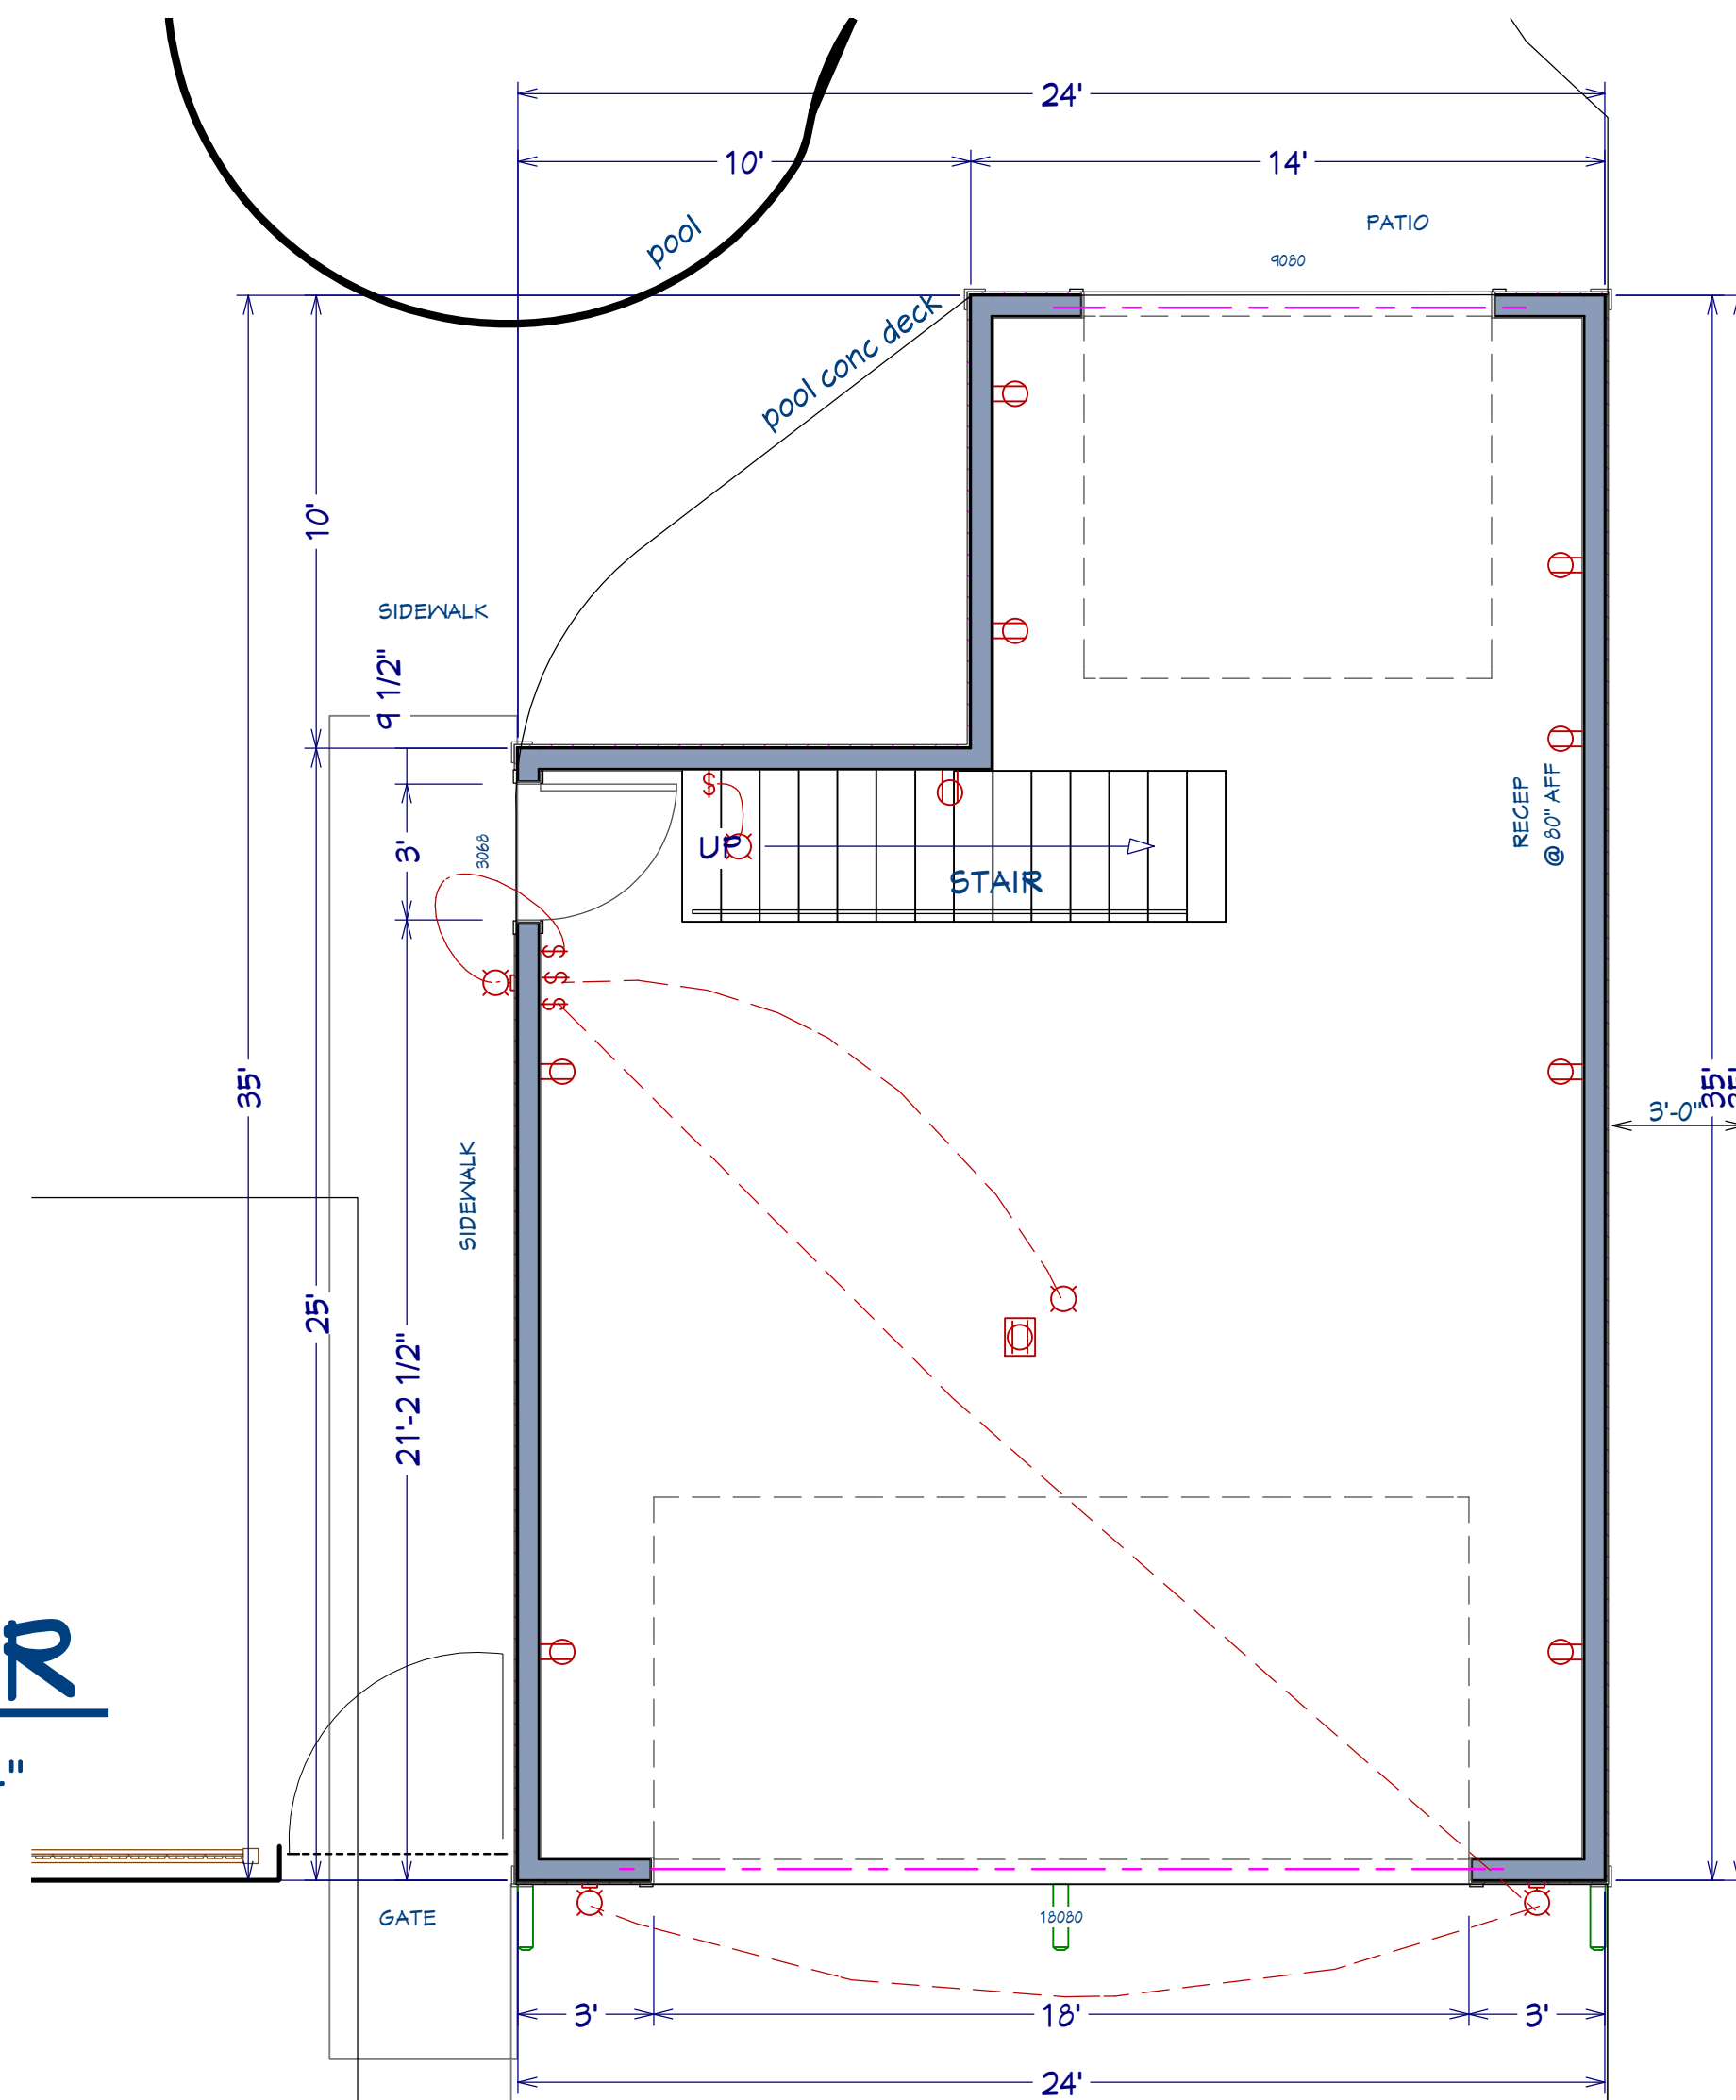 24'
10'
14'
PATIO
9080
pool
pool conc deck
10'
SIDEWALK
9 1/2"
3'
3068
UP
$
STAIR
RECEP
@ 80" AFF
$
$
$
35'
35'
3'-0"
SIDEWALK
25'
21'-2 1/2"
R
GATE
18080
3'
18'
3'
24'